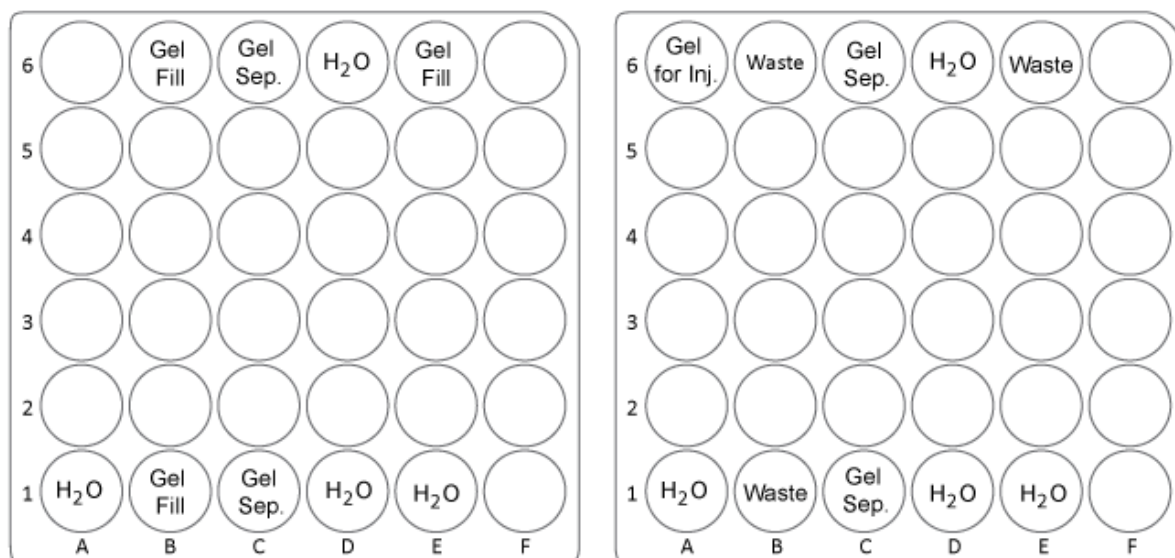 6 Gel Fill Gel Sep. H₂O Gel Fill
5
4
3
2
1 H₂O Gel Fill Gel Sep. H₂O H₂O
A B C D E F
6 Gel for Inj. Waste Gel Sep. H₂O Waste
5
4
3
2
1 H₂O Waste Gel Sep. H₂O H₂O
A B C D E F